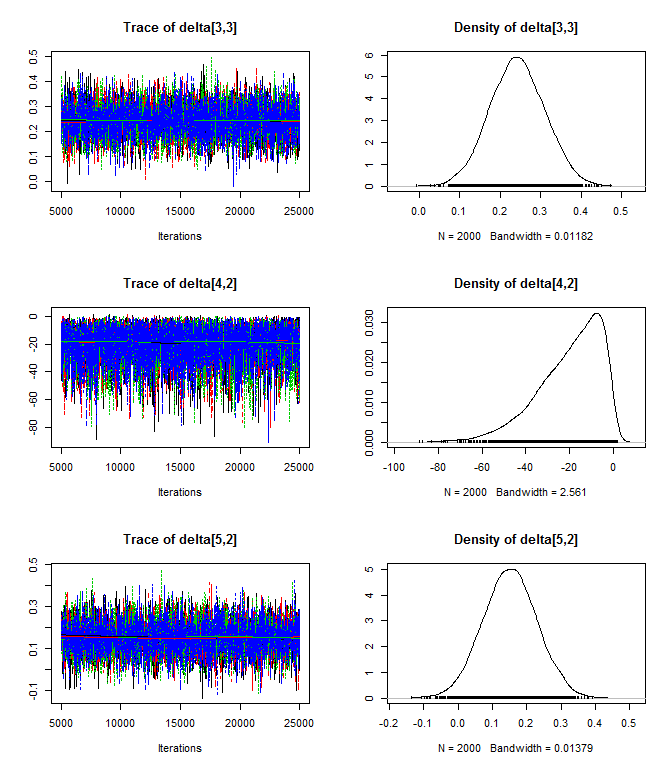 Trace of delta[3,3]
0.0 0.1 0.2 0.3 0.4 0.5
5000 10000 15000 20000 25000
Iterations
Density of delta[3,3]
0 1 2 3 4 5 6
0.0 0.1 0.2 0.3 0.4 0.5
N = 2000 Bandwidth = 0.01182
Trace of delta[4,2]
-80 -60 -40 -20 0
5000 10000 15000 20000 25000
Iterations
Density of delta[4,2]
0.000 0.010 0.020 0.030
-100 -80 -60 -40 -20 0
N = 2000 Bandwidth = 2.561
Trace of delta[5,2]
-0.1 0.1 0.3 0.5
5000 10000 15000 20000 25000
Iterations
Density of delta[5,2]
0 1 2 3 4 5
-0.2 -0.1 0.0 0.1 0.2 0.3 0.4 0.5
N = 2000 Bandwidth = 0.01379